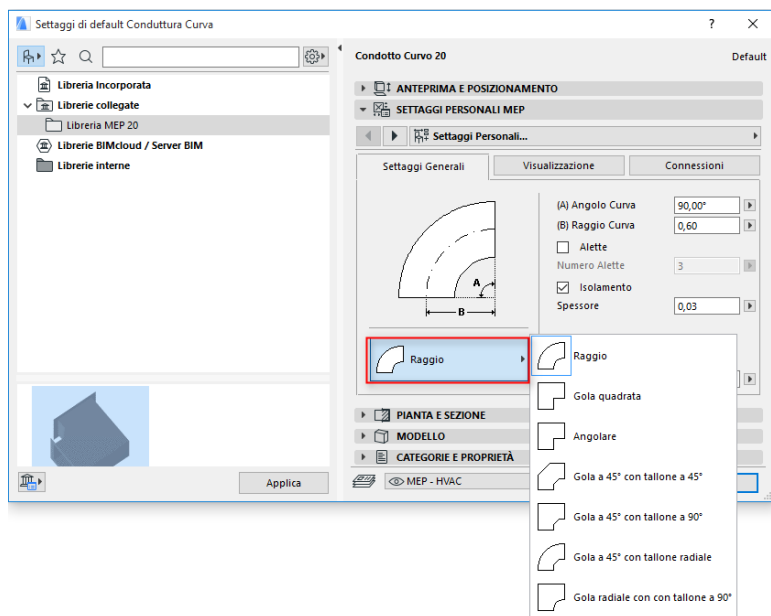 Settaggi di default Conduttura Curva
?
Libreria Incorporata
Librerie collegate
Libreria MEP 20
Librerie BIMcloud / Server BIM
Librerie interne
Applica
Condotto Curvo 20
Default
ANTEPRIMA E POSIZIONAMENTO
SETTAGGI PERSONALI MEP
Settaggi Personali...
Settaggi Generali
Visualizzazione
Connessioni
A
B
(A) Angolo Curva
90,00°
(B) Raggio Curva
0,60
Alette
Numero Alette
3
Isolamento
Spessore
0,03
Raggio
Raggio
Gola quadrata
Angolare
Gola a 45° con tallone a 45°
Gola a 45° con tallone a 90°
Gola a 45° con tallone radiale
Gola radiale con con tallone a 90°
PIANTA E SEZIONE
MODELLO
CATEGORIE E PROPRIETÀ
MEP - HVAC